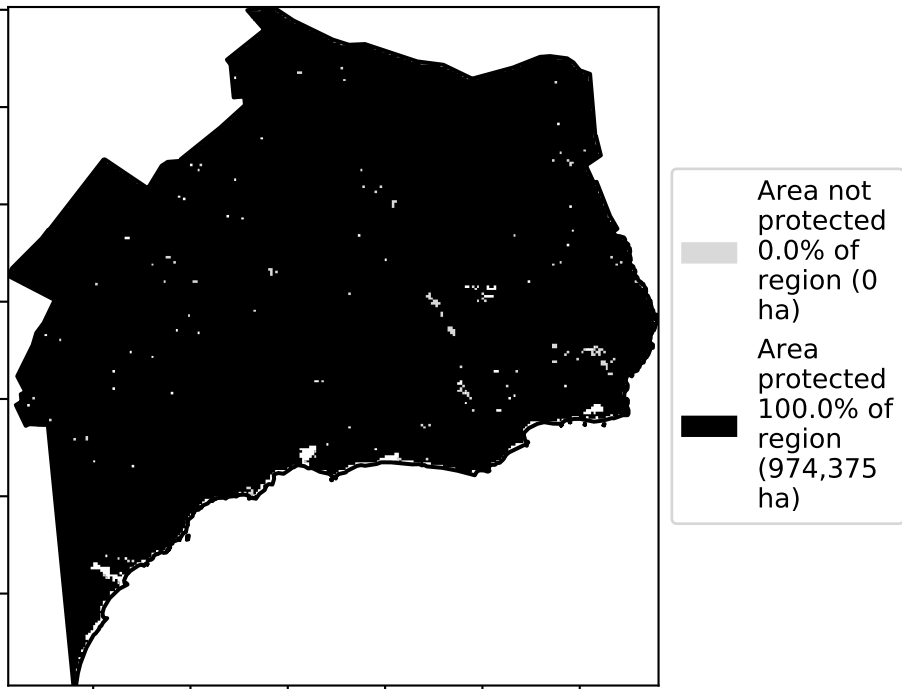 Area not
protected
0.0% of
region (0
ha)
Area
protected
100.0% of
region
(974,375
ha)